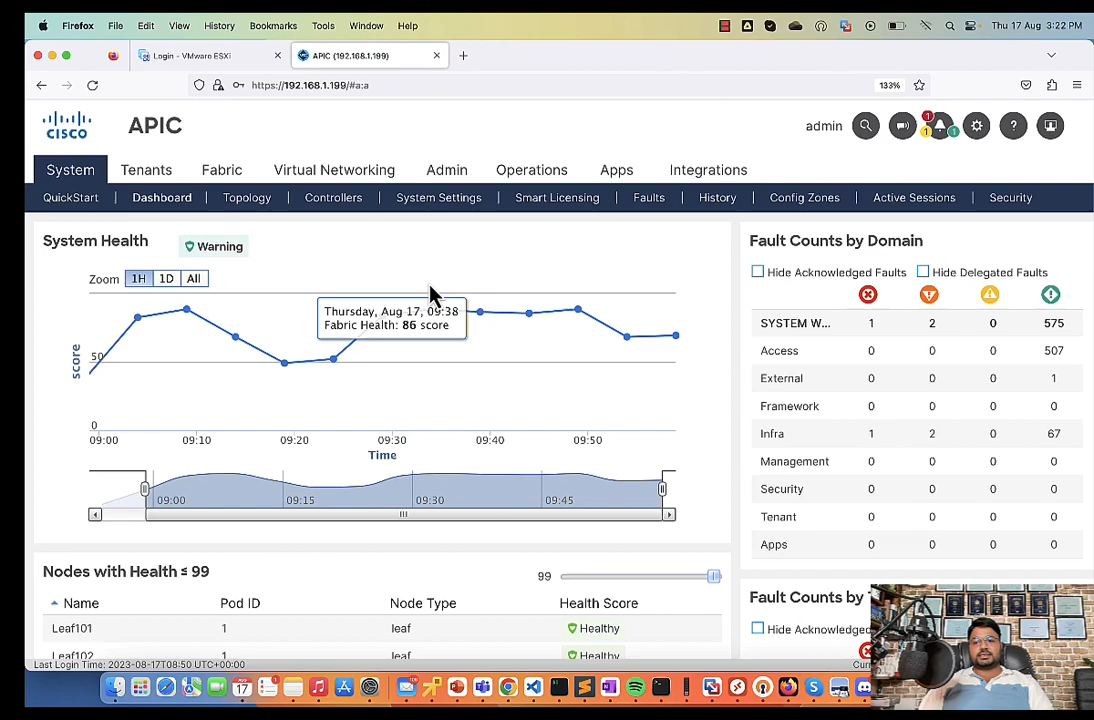 Firefox File Edit View History Bookmarks Tools Window Help Thu 17 Aug 3:22 PM
Login - VMware ESXi APIC (192.168.1.199)
https://192.168.1.199/#a:a 133%
CISCO APIC admin 1 1 1
System Tenants Fabric Virtual Networking Admin Operations Apps Integrations
QuickStart Dashboard Topology Controllers System Settings Smart Licensing Faults History Config Zones Active Sessions Security
System Health Warning
Zoom 1H 1D All
Thursday, Aug 17, 09:38
Fabric Health: 86 score
score
50
0
09:00 09:10 09:20 09:30 09:40 09:50
Time
09:00 09:15 09:30 09:45
Nodes with Health ≤ 99
99
Name Pod ID Node Type Health Score
Leaf101 1 leaf Healthy
Leaf102 1 leaf Healthy
Fault Counts by Domain
Hide Acknowledged Faults Hide Delegated Faults
SYSTEM W... 1 2 0 575
Access 0 0 0 507
External 0 0 0 1
Framework 0 0 0 0
Infra 1 2 0 67
Management 0 0 0 0
Security 0 0 0 0
Tenant 0 0 0 0
Apps 0 0 0 0
Fault Counts by
Hide Acknowledged
Last Login Time: 2023-08-17T08:50 UTC+00:00
AUG
17